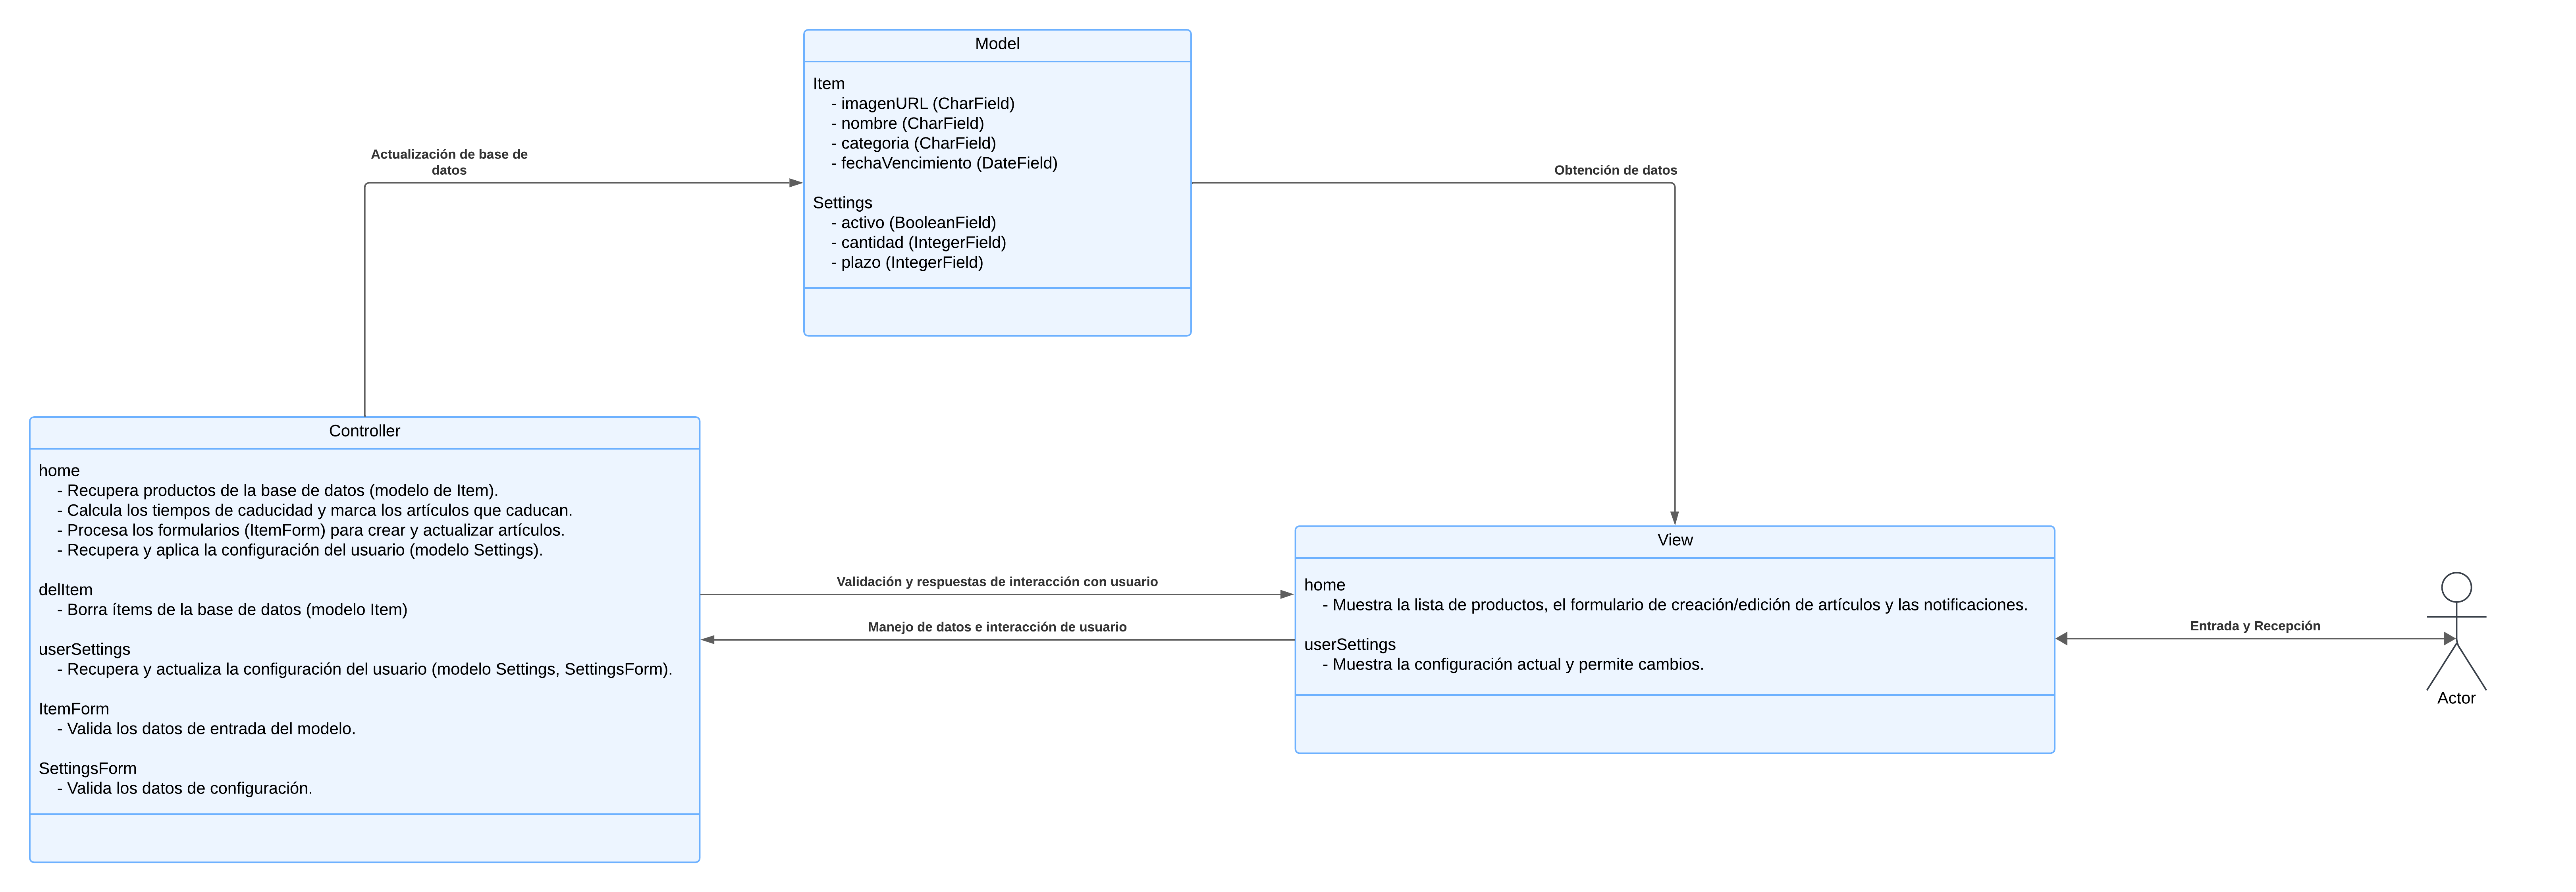 Model
Item
- imagenURL (CharField)
- nombre (CharField)
- categoria (CharField)
- fechaVencimiento (DateField)
Settings
- activo (BooleanField)
- cantidad (IntegerField)
- plazo (IntegerField)
Actualización de base de
datos
Obtención de datos
Controller
home
- Recupera productos de la base de datos (modelo de Item).
- Calcula los tiempos de caducidad y marca los artículos que caducan.
- Procesa los formularios (ItemForm) para crear y actualizar artículos.
- Recupera y aplica la configuración del usuario (modelo Settings).
delItem
- Borra ítems de la base de datos (modelo Item)
userSettings
- Recupera y actualiza la configuración del usuario (modelo Settings, SettingsForm).
ItemForm
- Valida los datos de entrada del modelo.
SettingsForm
- Valida los datos de configuración.
Validación y respuestas de interacción con usuario
Manejo de datos e interacción de usuario
View
home
- Muestra la lista de productos, el formulario de creación/edición de artículos y las notificaciones.
userSettings
- Muestra la configuración actual y permite cambios.
Entrada y Recepción
Actor